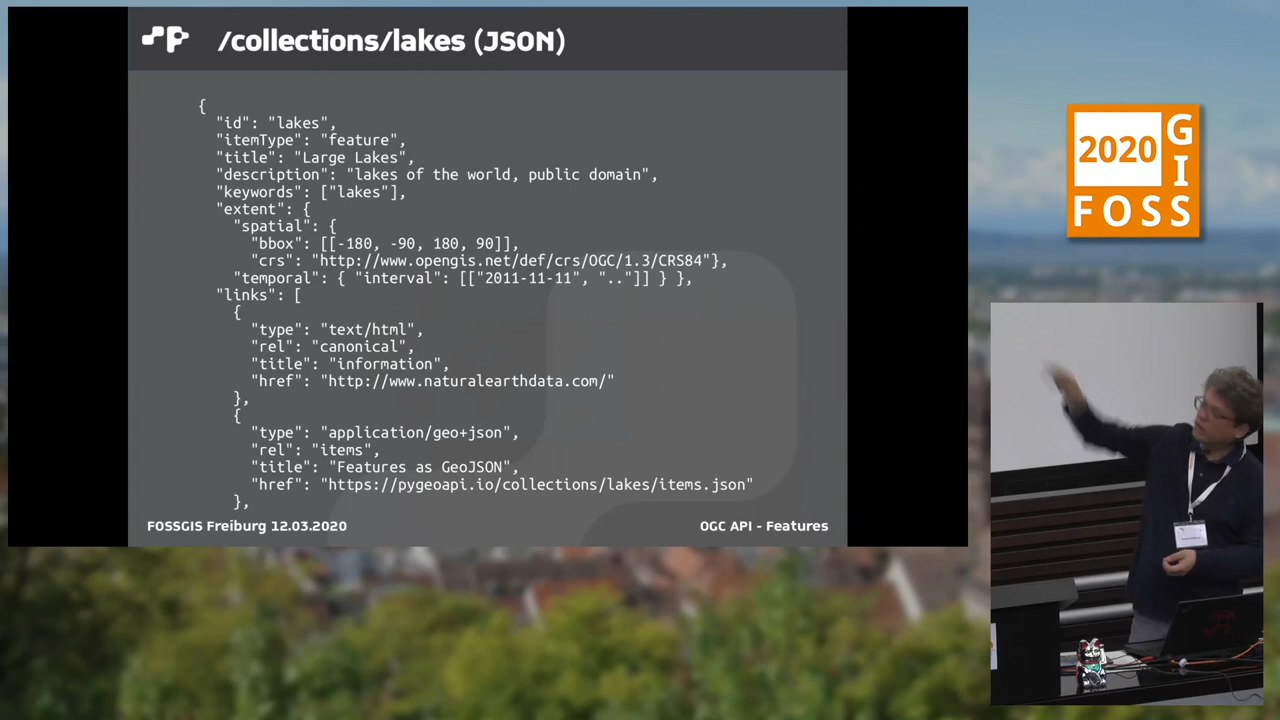 /collections/lakes (JSON)
{
"id": "lakes",
"itemType": "feature",
"title": "Large Lakes",
"description": "lakes of the world, public domain",
"keywords": ["lakes"],
"extent": {
"spatial": {
"bbox": [[-180, -90, 180, 90]],
"crs": "http://www.opengis.net/def/crs/OGC/1.3/CRS84"},
"temporal": { "interval": [["2011-11-11", ".."]] } },
"links": [
{
"type": "text/html",
"rel": "canonical",
"title": "information",
"href": "http://www.naturalearthdata.com/"
},
{
"type": "application/geo+json",
"rel": "items",
"title": "Features as GeoJSON",
"href": "https://pygeoapi.io/collections/lakes/items.json"
},
FOSSGIS Freiburg 12.03.2020
OGC API - Features
2020
FOSS
GIS